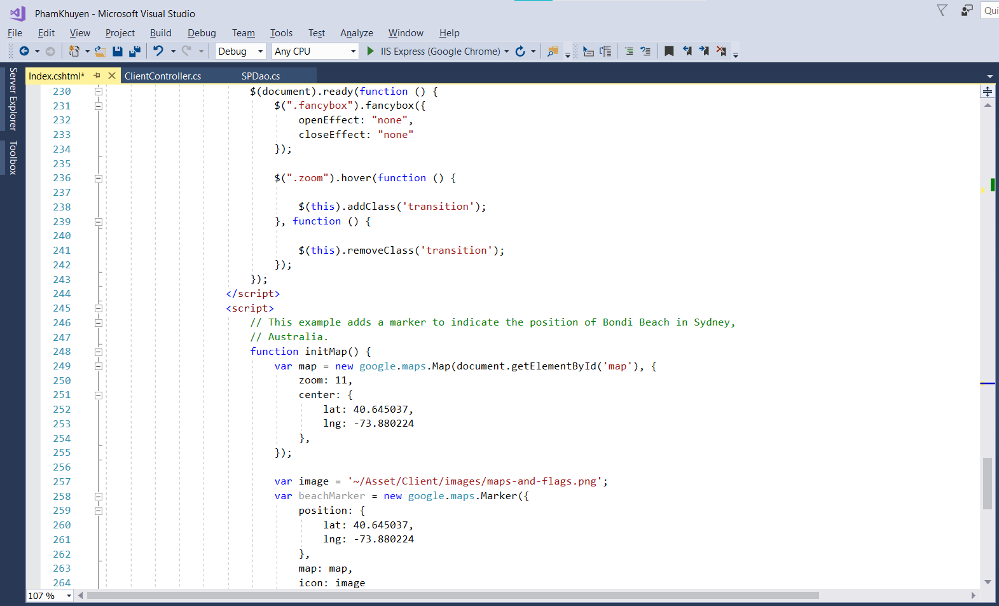 PhamKhuyen - Microsoft Visual Studio
Qui
File Edit View Project Build Debug Team Tools Test Analyze Window Help
Debug Any CPU IIS Express (Google Chrome)
Server Explorer
Toolbox
Index.cshtml* ClientController.cs SPDao.cs
230 $(document).ready(function () {
231 $(".fancybox").fancybox({
232 openEffect: "none",
233 closeEffect: "none"
234 });
235
236 $(".zoom").hover(function () {
237
238 $(this).addClass('transition');
239 }, function () {
240
241 $(this).removeClass('transition');
242 });
243 });
244 </script>
245 <script>
246 // This example adds a marker to indicate the position of Bondi Beach in Sydney,
247 // Australia.
248 function initMap() {
249 var map = new google.maps.Map(document.getElementById('map'), {
250 zoom: 11,
251 center: {
252 lat: 40.645037,
253 lng: -73.880224
254 },
255 });
256
257 var image = '~/Asset/Client/images/maps-and-flags.png';
258 var beachMarker = new google.maps.Marker({
259 position: {
260 lat: 40.645037,
261 lng: -73.880224
262 },
263 map: map,
264 icon: image
107 %